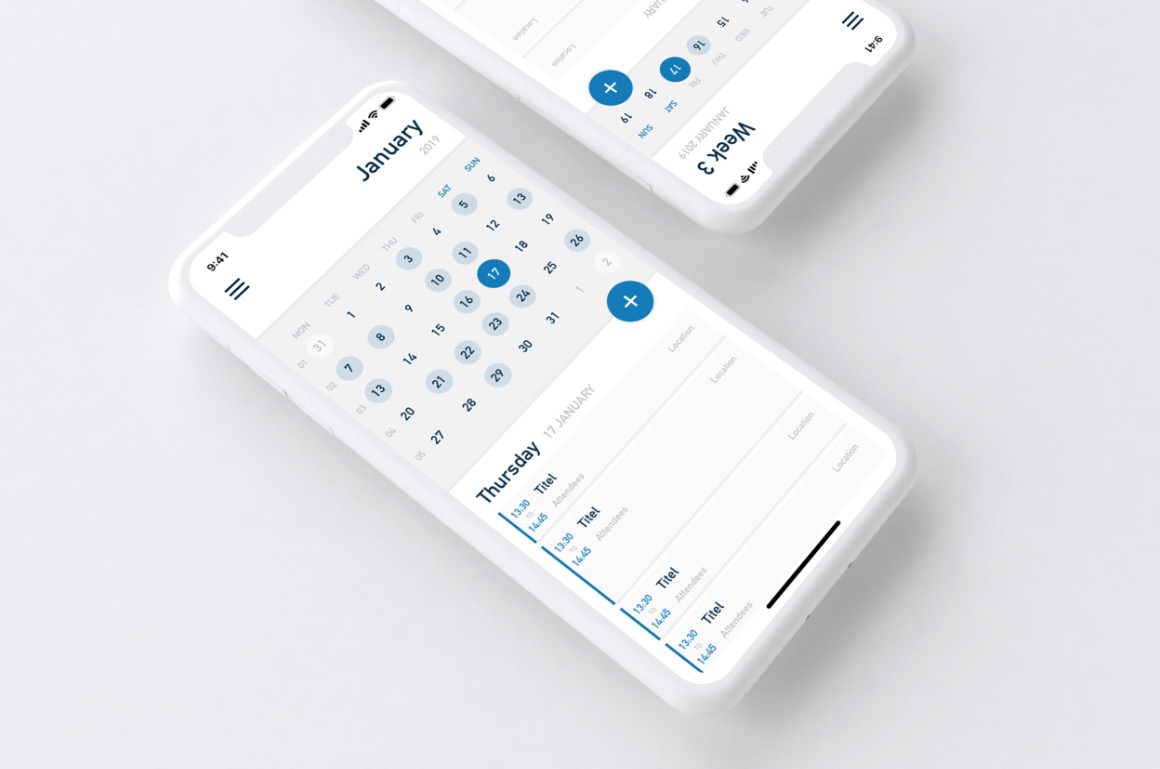 9:41
January
2019
MON TUE WED THU FRI SAT SUN
01 31 1 2 3 4 5 6
02 7 8 9 10 11 12 13
03 13 14 15 16 17 18 19
04 20 21 22 23 24 25 26
05 27 28 29 30 31 1 2
Thursday 17 JANUARY
13:30 Titel Location
TO
14:45 Attendees
13:30 Titel Location
TO
14:45 Attendees
13:30 Titel Location
TO
14:45 Attendees
13:30 Titel Location
TO
14:45 Attendees
9:41
Week 3
JANUARY 2019
TUE WED THU FRI SAT SUN
15 16 17 18 19
UARY
Location
Location